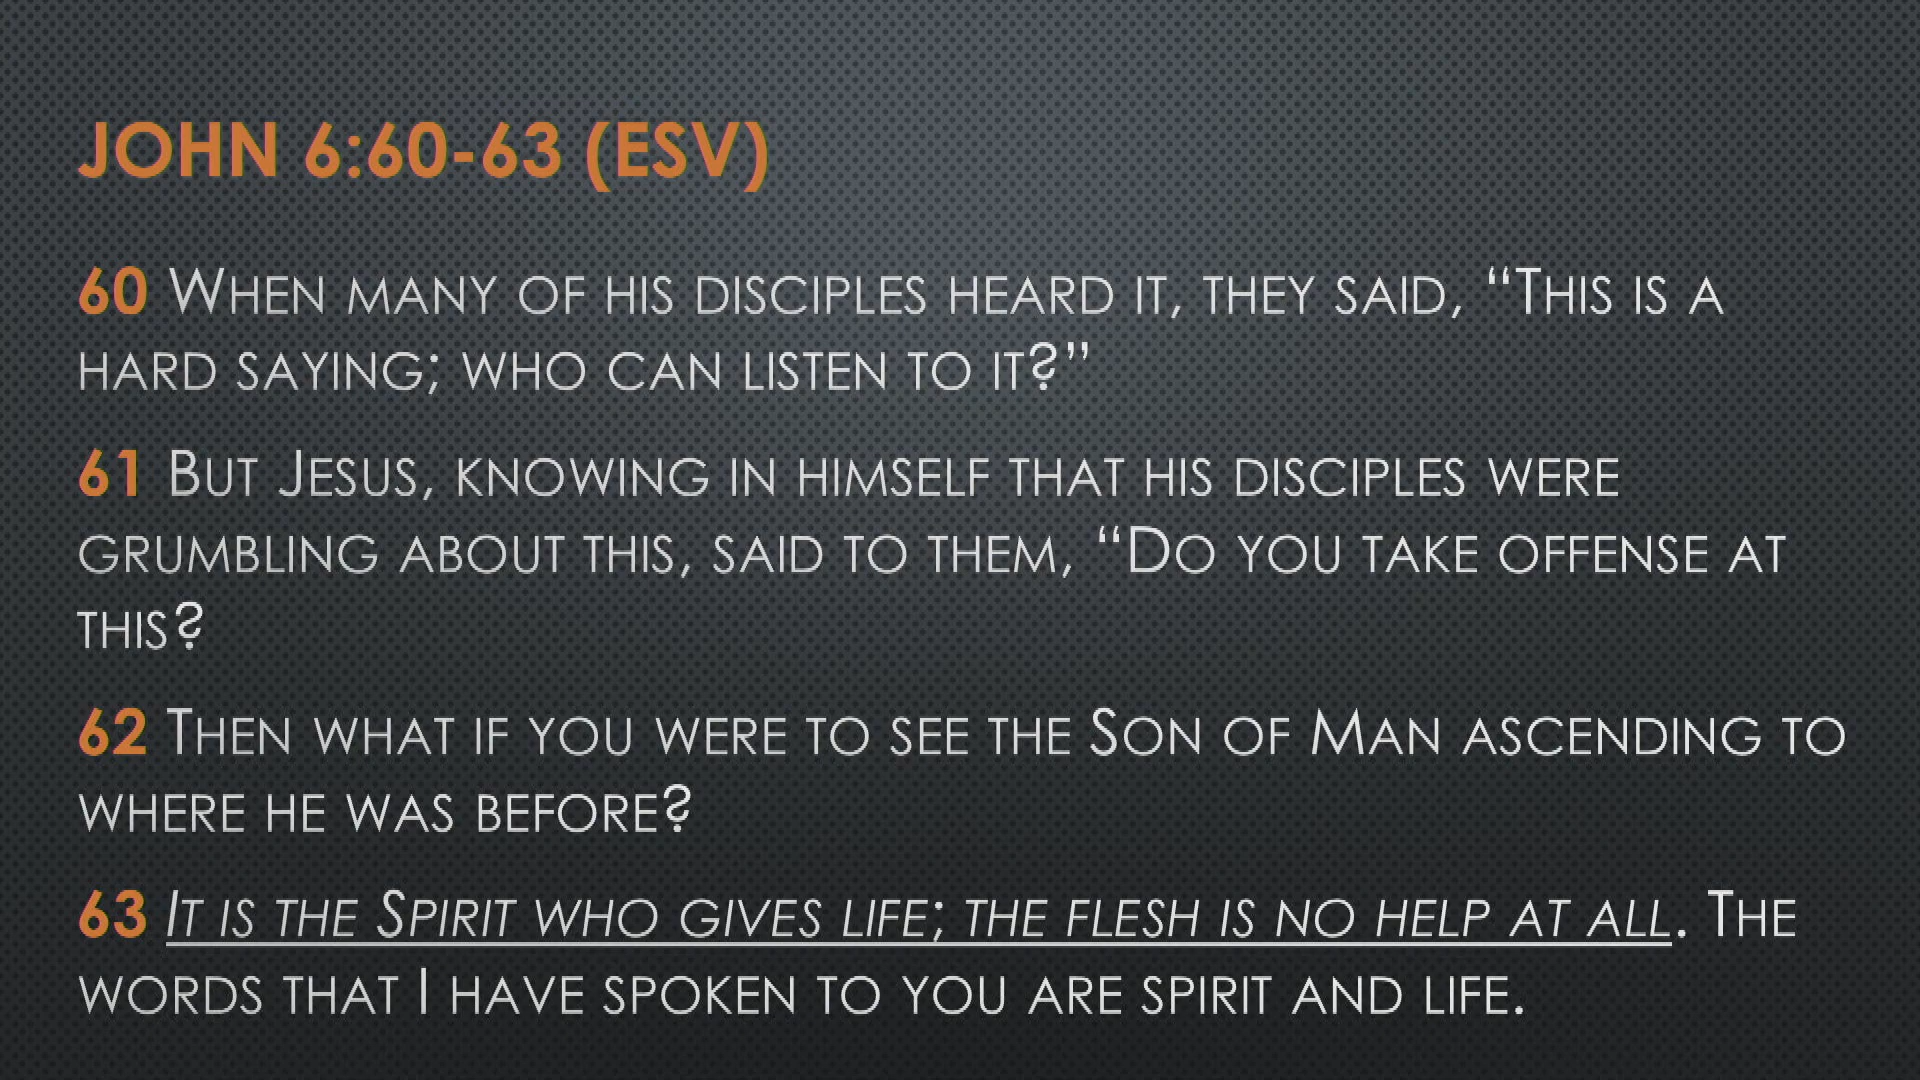 JOHN 6:60-63 (ESV)
60 When many of his disciples heard it, they said, “This is a
hard saying; who can listen to it?”
61 But Jesus, knowing in himself that his disciples were
grumbling about this, said to them, “Do you take offense at
this?
62 Then what if you were to see the Son of Man ascending to
where he was before?
63 It is the Spirit who gives life; the flesh is no help at all. The
words that I have spoken to you are spirit and life.